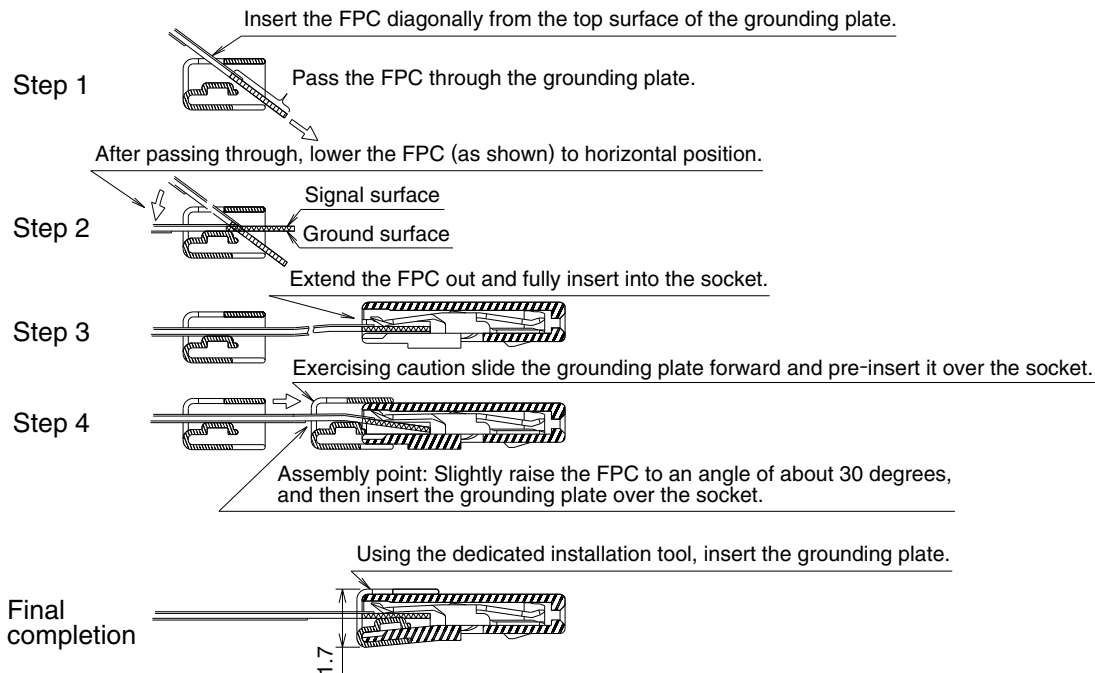 Insert the FPC diagonally from the top surface of the grounding plate.
Step 1
Pass the FPC through the grounding plate.
After passing through, lower the FPC (as shown) to horizontal position.
Step 2
Signal surface
Ground surface
Extend the FPC out and fully insert into the socket.
Step 3
Exercising caution slide the grounding plate forward and pre-insert it over the socket.
Step 4
Assembly point: Slightly raise the FPC to an angle of about 30 degrees,
and then insert the grounding plate over the socket.
Using the dedicated installation tool, insert the grounding plate.
Final
completion
1.7